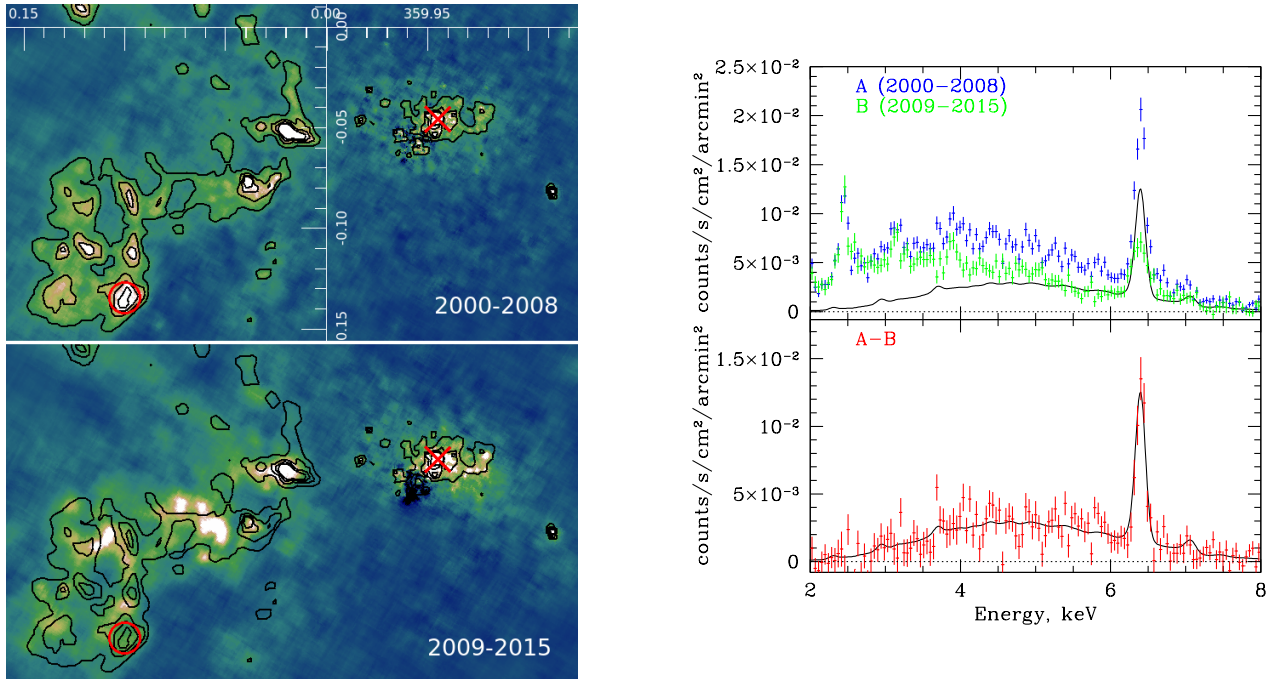 0.15 0.00 359.95
0.00
-0.05
-0.10
-0.15
2000-2008
2009-2015
2.5×10⁻²
2×10⁻²
1.5×10⁻²
10⁻²
5×10⁻³
0
counts/s/cm²/arcmin²
A (2000−2008)
B (2009−2015)
A−B
1.5×10⁻²
10⁻²
5×10⁻³
0
counts/s/cm²/arcmin²
2 4 6 8
Energy, keV